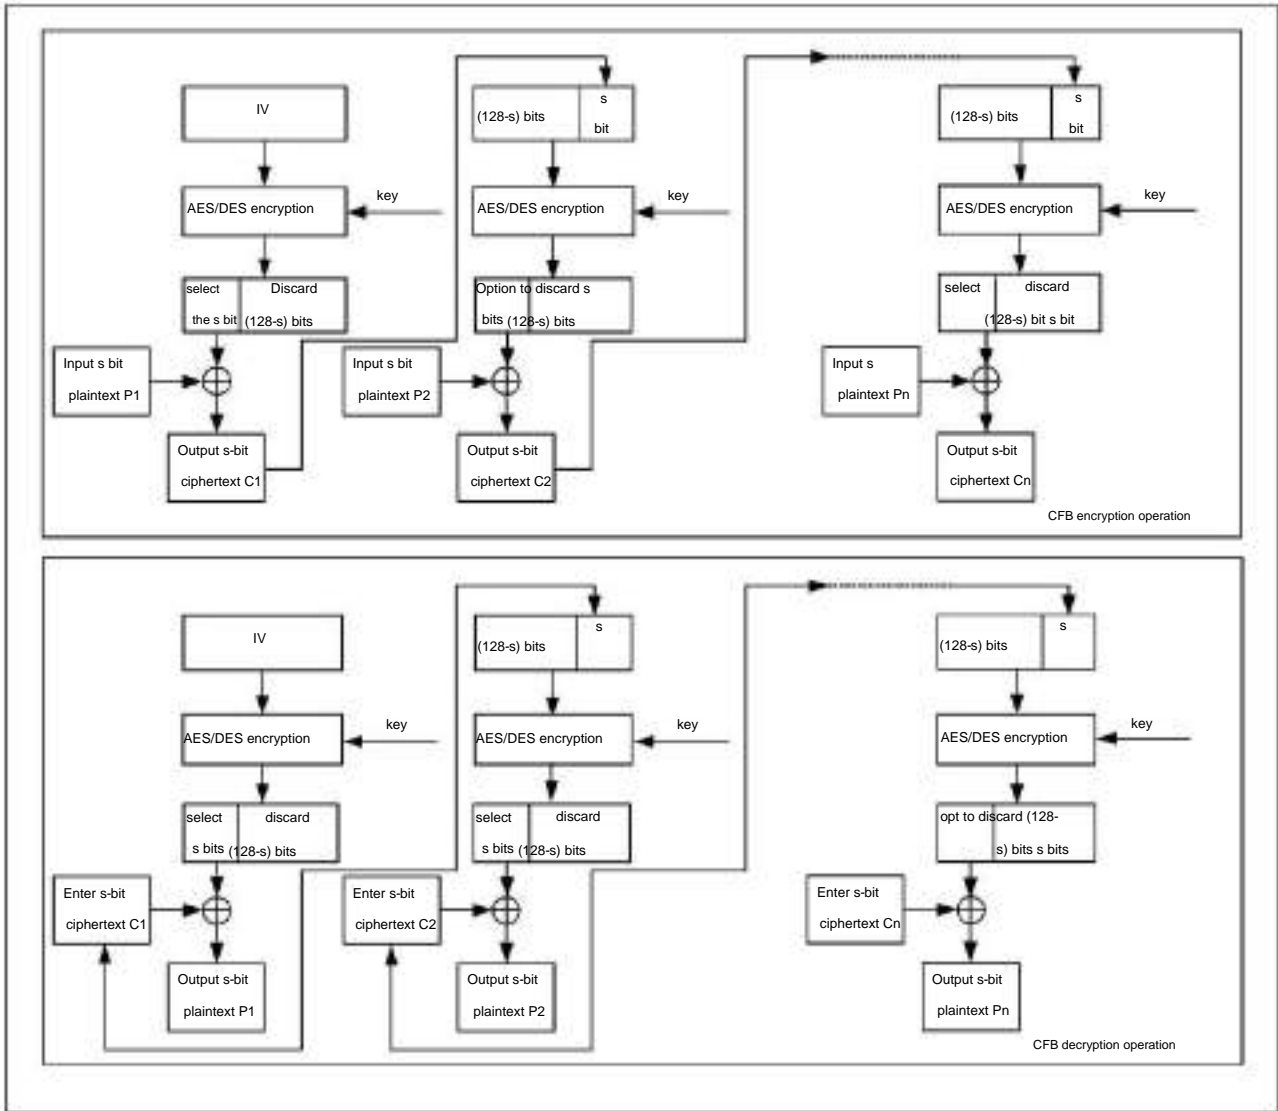 s
s
(128-s) bits
bit
IV
(128-s) bits
bit
key
key
key
AES/DES encryption
AES/DES encryption
AES/DES encryption
select
Discard
the s bit
(128-s) bits
Option to discard s
bits (128-s) bits
select
discard
(128-s) bit s bit
Input s bit
plaintext P1
Input s bit
plaintext P2
Input s
plaintext Pn
Output s-bit
ciphertext C1
Output s-bit
ciphertext C2
Output s-bit
ciphertext Cn
CFB encryption operation
IV
(128-s) bits
s
(128-s) bits
s
key
key
key
AES/DES encryption
AES/DES encryption
AES/DES encryption
select
discard
s bits (128-s) bits
select
discard
s bits (128-s) bits
opt to discard (128-
s) bits s bits
Enter s-bit
ciphertext C1
Enter s-bit
ciphertext C2
Enter s-bit
ciphertext Cn
Output s-bit
plaintext P1
Output s-bit
plaintext P2
Output s-bit
plaintext Pn
CFB decryption operation